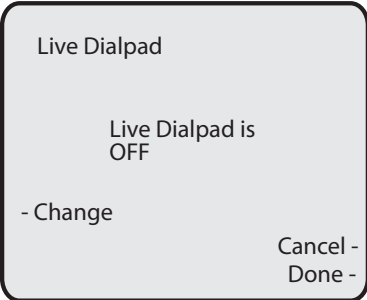 Live Dialpad
Live Dialpad is
OFF
- Change
Cancel -
Done -